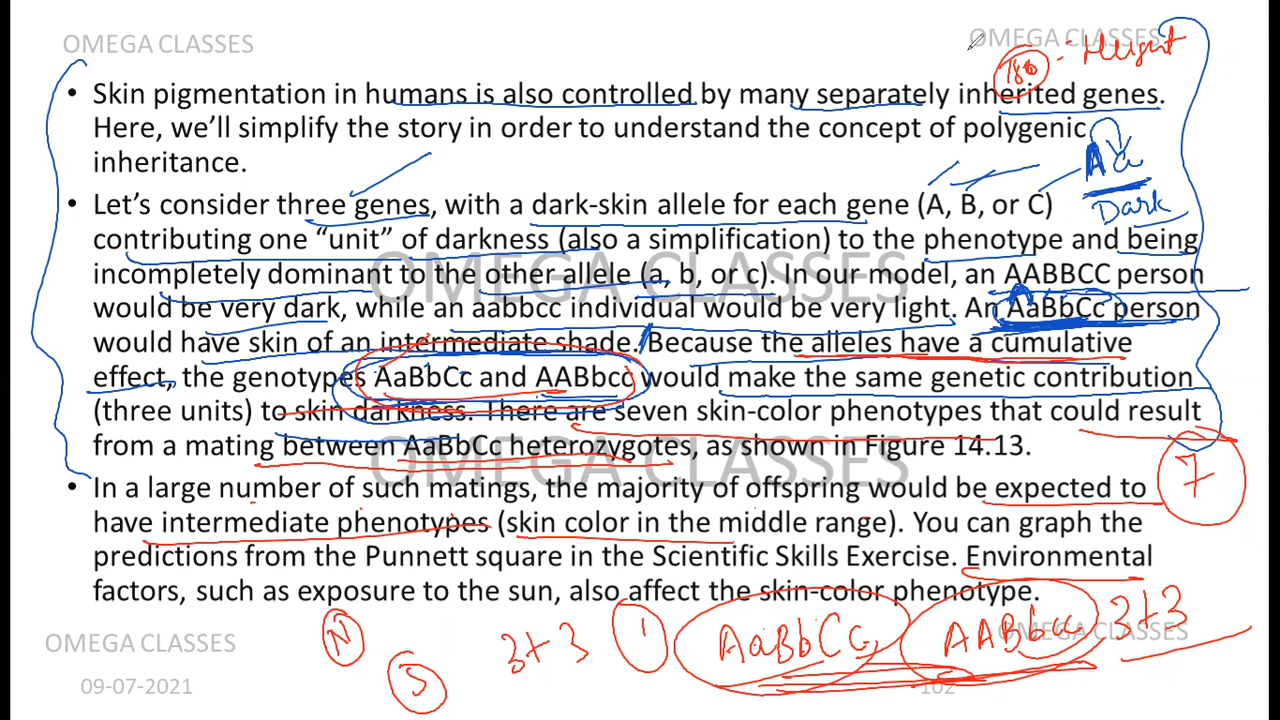 OMEGA CLASSES
OMEGA CLASSES
180 :- Height
• Skin pigmentation in humans is also controlled by many separately inherited genes.
Here, we’ll simplify the story in order to understand the concept of polygenic
inheritance.
Aa
Dark
• Let’s consider three genes, with a dark-skin allele for each gene (A, B, or C)
contributing one “unit” of darkness (also a simplification) to the phenotype and being
incompletely dominant to the other allele (a, b, or c). In our model, an AABBCC person
would be very dark, while an aabbcc individual would be very light. An AaBbCc person
would have skin of an intermediate shade. Because the alleles have a cumulative
effect, the genotypes AaBbCc and AABbcc would make the same genetic contribution
(three units) to skin darkness. There are seven skin-color phenotypes that could result
from a mating between AaBbCc heterozygotes, as shown in Figure 14.13.
7
OMEGA CLASSES
OMEGA CLASSES
• In a large number of such matings, the majority of offspring would be expected to
have intermediate phenotypes (skin color in the middle range). You can graph the
predictions from the Punnett square in the Scientific Skills Exercise. Environmental
factors, such as exposure to the sun, also affect the skin-color phenotype.
N
S
3+3
1
AaBbCc
AABbcc
3+3
OMEGA CLASSES
OMEGA CLASSES
09-07-2021
102